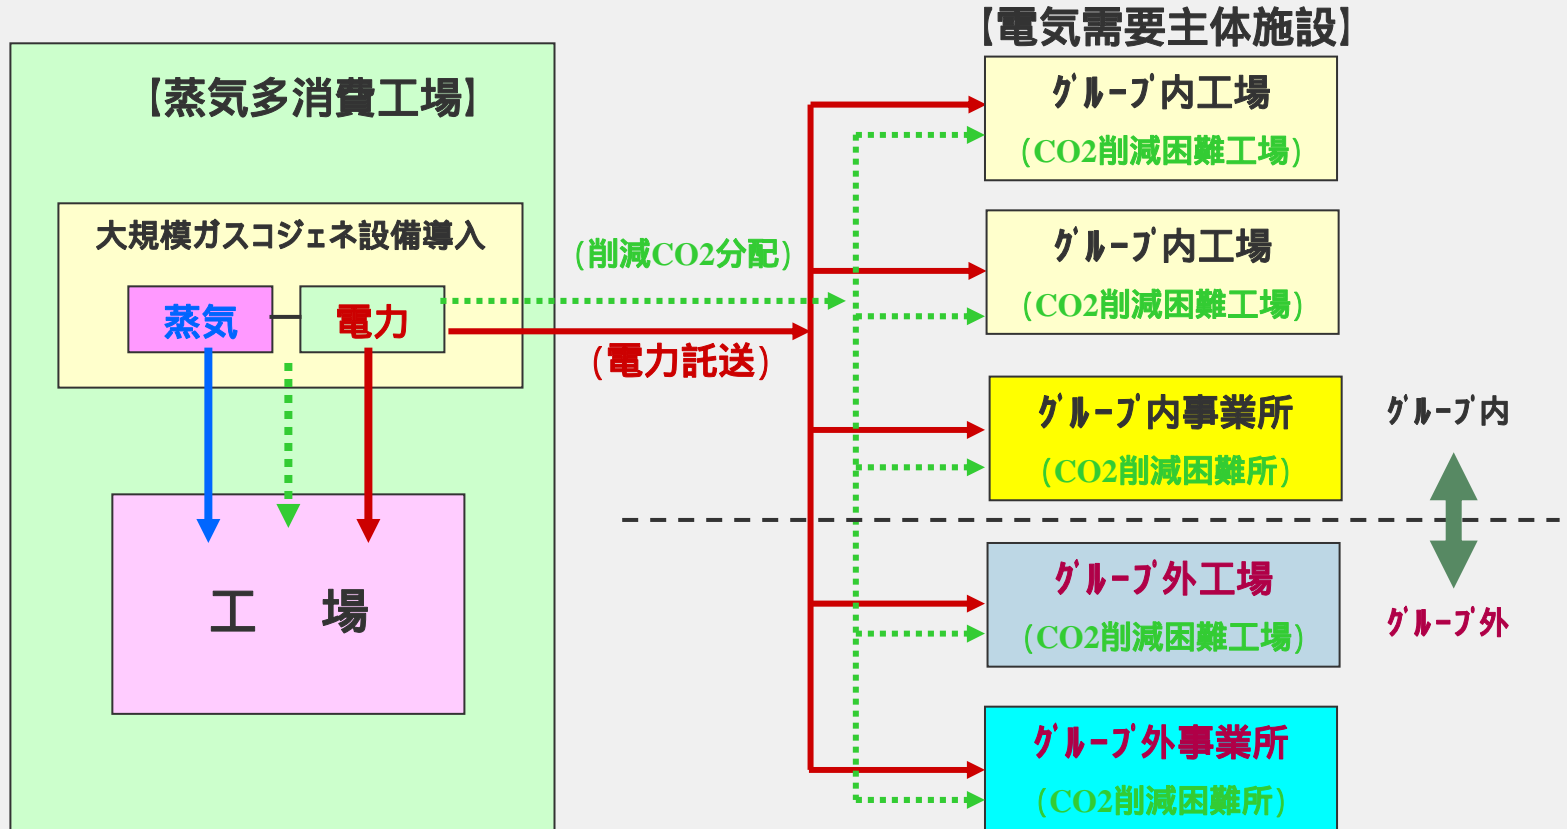 【電気需要主体施設】
【蒸気多消費工場】
大規模ガスコジェネ設備導入
蒸気
電力
工 場
(削減CO2分配)
(電力託送)
ｸﾞﾙｰﾌﾟ内工場
(CO2削減困難工場)
ｸﾞﾙｰﾌﾟ内工場
(CO2削減困難工場)
ｸﾞﾙｰﾌﾟ内事業所
(CO2削減困難所)
ｸﾞﾙｰﾌﾟ外工場
(CO2削減困難工場)
ｸﾞﾙｰﾌﾟ外事業所
(CO2削減困難所)
ｸﾞﾙｰﾌﾟ内
ｸﾞﾙｰﾌﾟ外